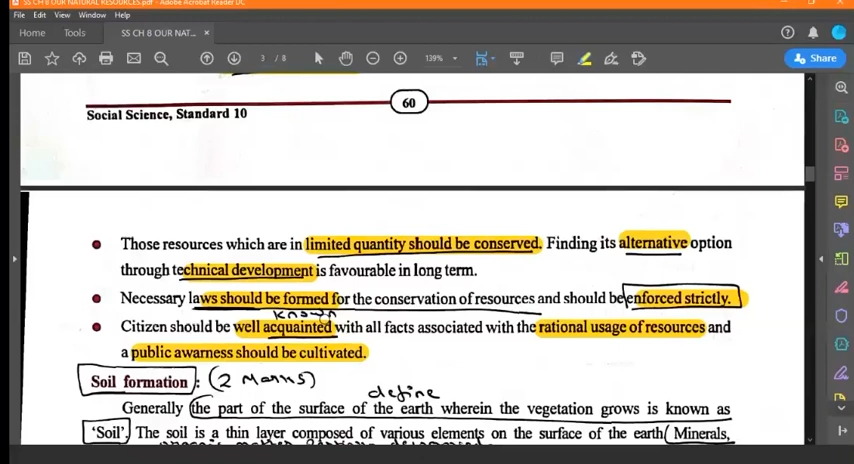 SS CH 8 OUR NATURAL RESOURCES.pdf - Adobe Acrobat Reader DC
File Edit View Window Help
Home Tools SS CH 8 OUR NAT... ×
3 / 8 139% Share
60
Social Science, Standard 10
● Those resources which are in limited quantity should be conserved. Finding its alternative option
through technical development is favourable in long term.
● Necessary laws should be formed for the conservation of resources and should be enforced strictly.
known
● Citizen should be well acquainted with all facts associated with the rational usage of resources and
a public awarness should be cultivated.
Soil formation : (2 Marks)
define
Generally the part of the surface of the earth wherein the vegetation grows is known as
‘Soil’. The soil is a thin layer composed of various elements on the surface of the earth (Minerals,